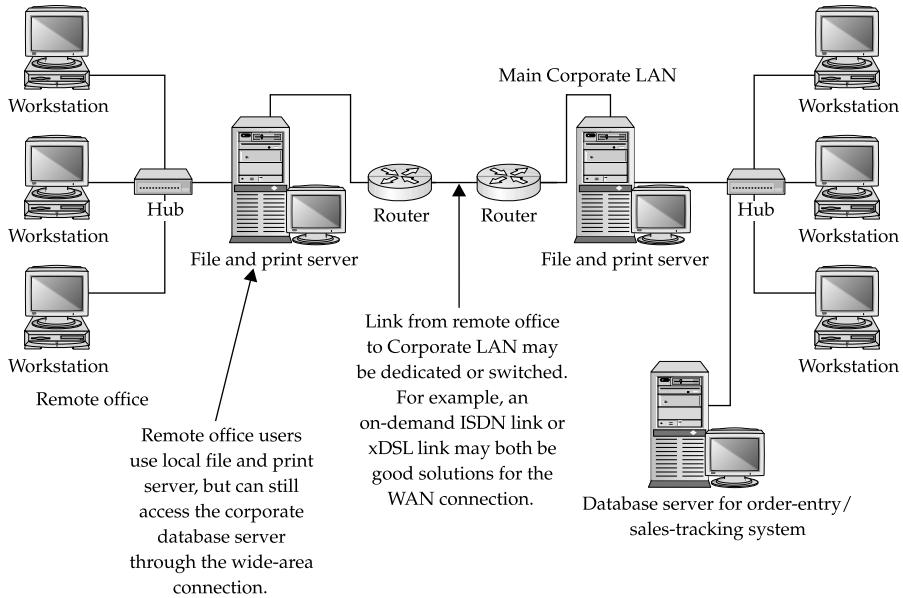 Main Corporate LAN
Workstation
Workstation
Hub
Router
Router
Hub
Workstation
Workstation
File and print server
File and print server
Workstation
Workstation
Remote office
Link from remote office
to Corporate LAN may
be dedicated or switched.
For example, an
on-demand ISDN link or
xDSL link may both be
good solutions for the
WAN connection.
Remote office users
use local file and print
server, but can still
access the corporate
database server
through the wide-area
connection.
Database server for order-entry/
sales-tracking system